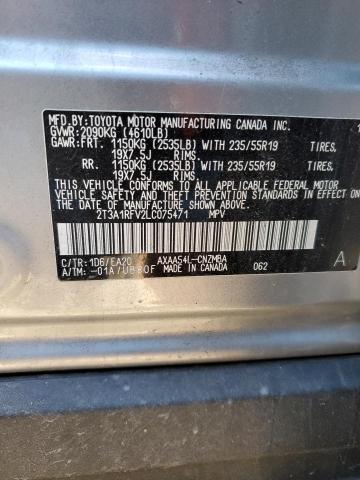 MFD.BY:TOYOTA MOTOR MANUFACTURING CANADA INC. 1
GVWR:2090KG (4610LB)
GAWR:FRT. 1150KG (2535LB) WITH 235/55R19 TIRES,
19X7.5J RIMS,
RR. 1150KG (2535LB) WITH 235/55R19 TIRES,
19X7.5J RIMS,
THIS VEHICLE CONFORMS TO ALL APPLICABLE FEDERAL MOTOR
VEHICLE SAFETY, BUMPER, AND THEFT PREVENTION STANDARDS IN EF
ON THE DATE OF MANUFACTURE SHOWN ABOVE.
2T3A1RFV2LC075471 MPV
C/TR:1D6/EA20 AXAA54L-CNZMBA
A/TM:-01A/UB80F MADE IN CANADA 062
A